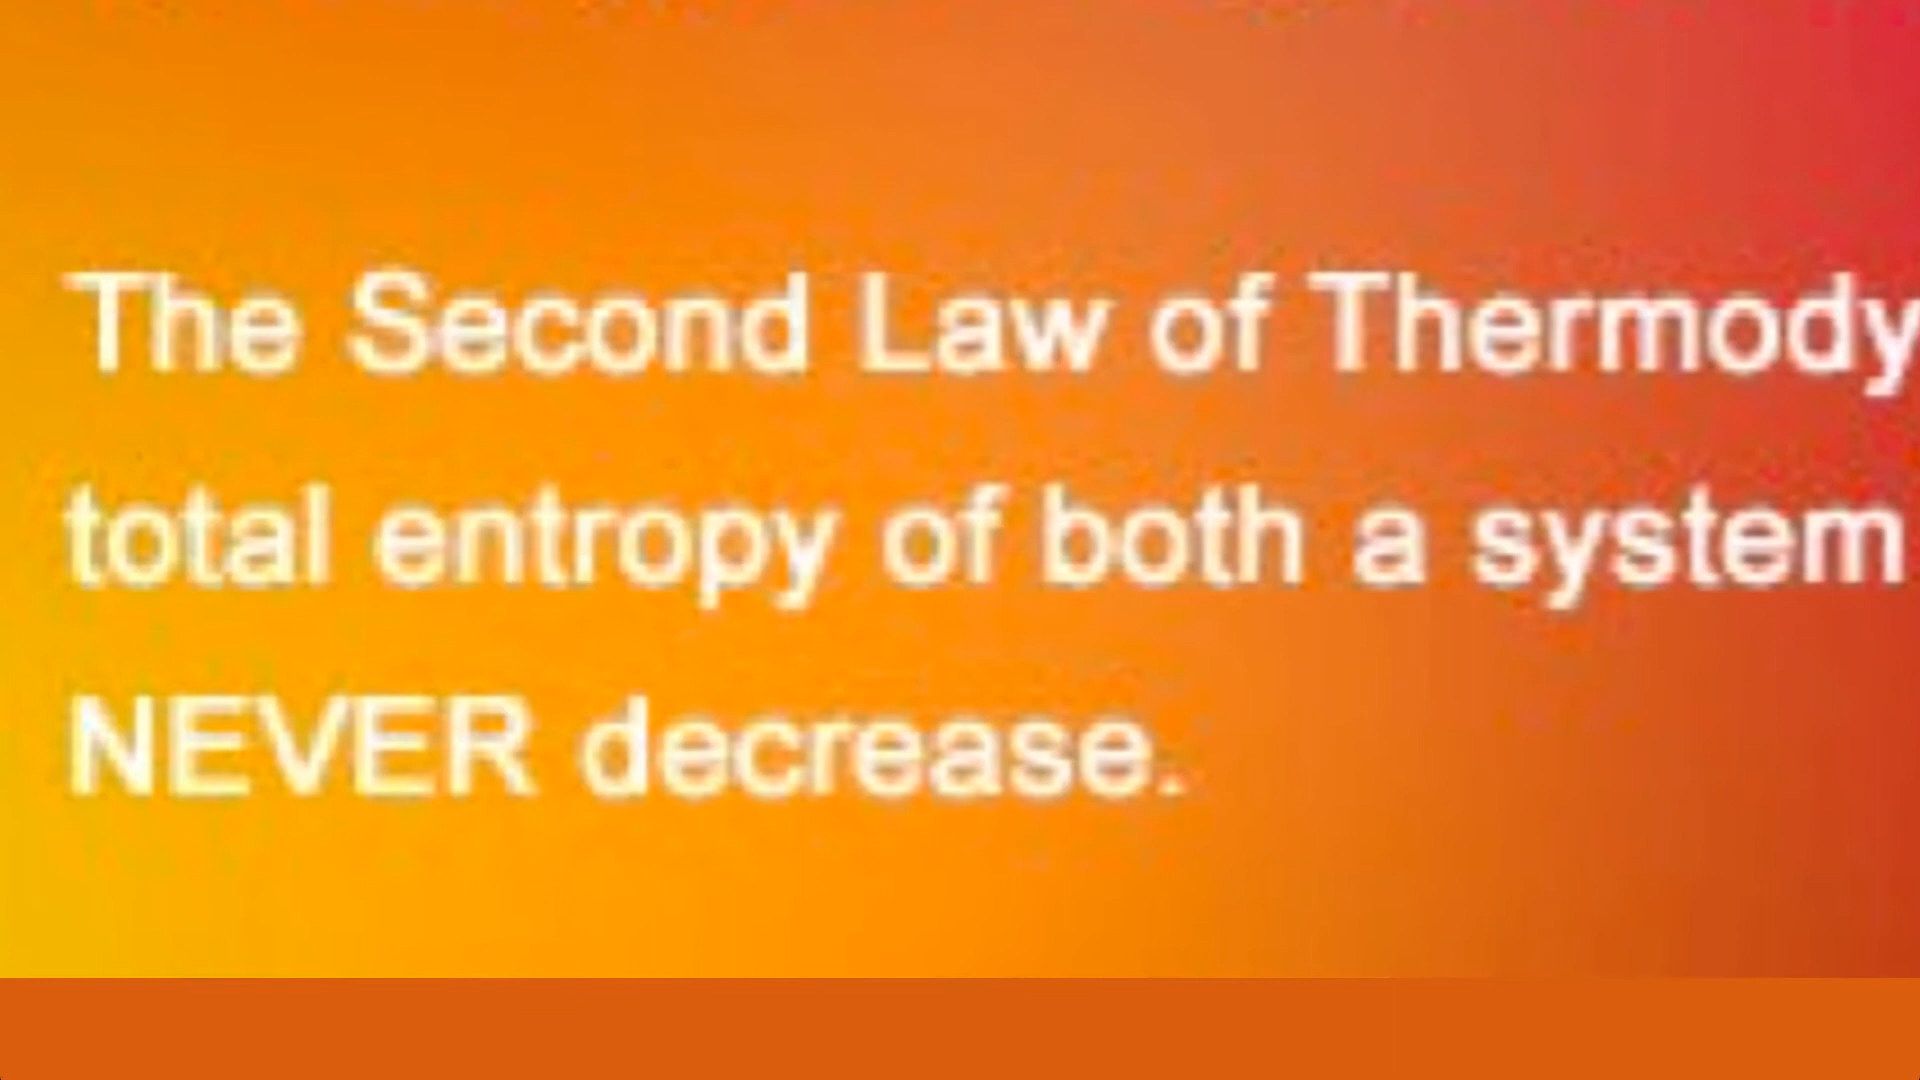 The Second Law of Thermody
total entropy of both a system
NEVER decrease.